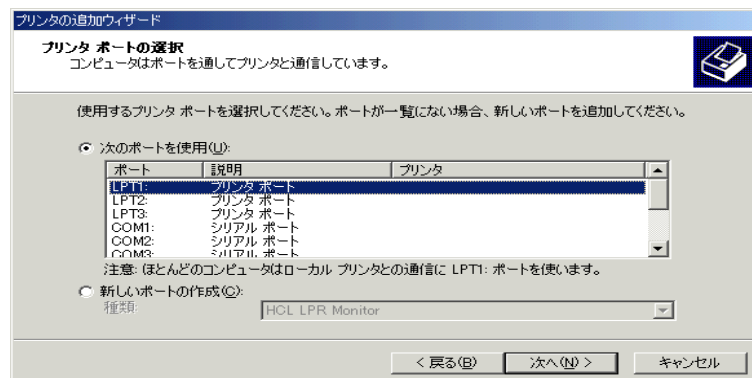 プリンタの追加ウィザード
プリンタ ポートの選択
コンピュータはポートを通してプリンタと通信しています。
使用するプリンタ ポートを選択してください。ポートが一覧にない場合、新しいポートを追加してください。
次のポートを使用(U):
ポート 説明 プリンタ
LPT1: プリンタ ポート
LPT2: プリンタ ポート
LPT3: プリンタ ポート
COM1: シリアル ポート
COM2: シリアル ポート
COM3: シリアル ポート
注意: ほとんどのコンピュータはローカル プリンタとの通信に LPT1: ポートを使います。
新しいポートの作成(C):
種類: HCL LPR Monitor
< 戻る(B) 次へ(N) > キャンセル